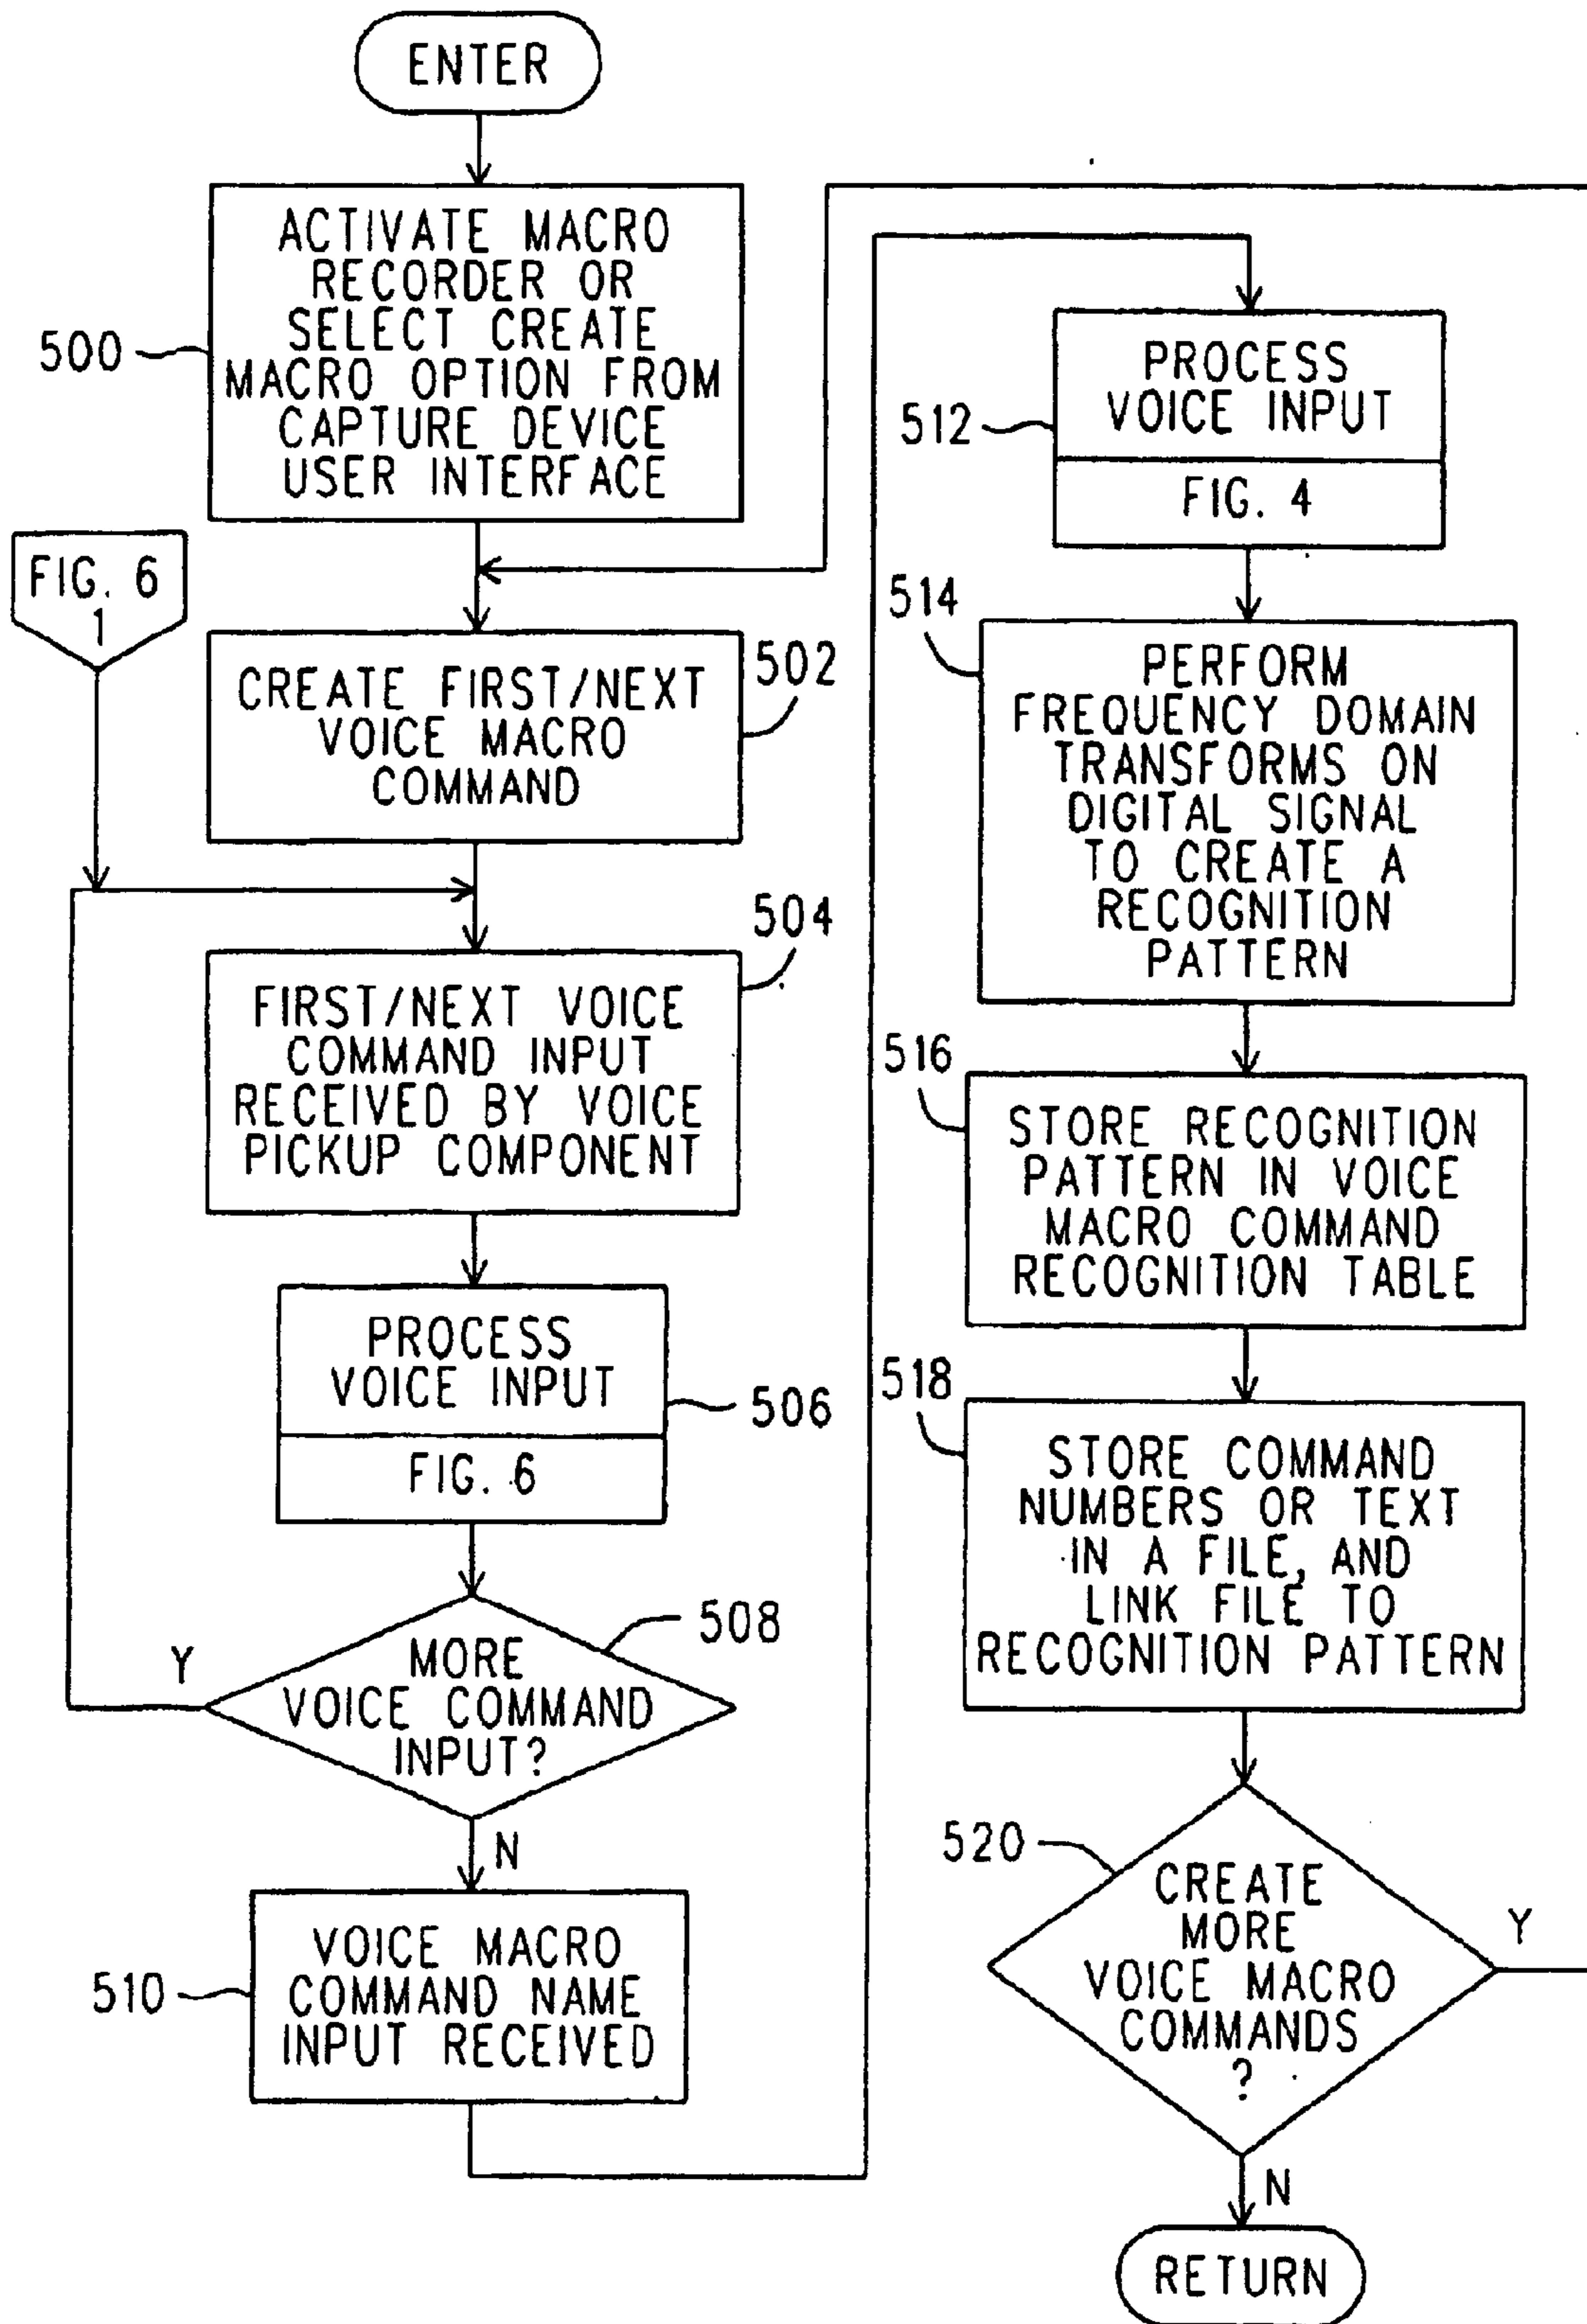 ENTER
ACTIVATE MACRO
RECORDER OR
SELECT CREATE
MACRO OPTION FROM
CAPTURE DEVICE
USER INTERFACE
500
FIG. 6
1
CREATE FIRST/NEXT
VOICE MACRO
COMMAND
502
FIRST/NEXT VOICE
COMMAND INPUT
RECEIVED BY VOICE
PICKUP COMPONENT
504
PROCESS
VOICE INPUT
FIG. 6
506
MORE
VOICE COMMAND
INPUT?
508
Y
N
VOICE MACRO
COMMAND NAME
INPUT RECEIVED
510
PROCESS
VOICE INPUT
FIG. 4
512
PERFORM
FREQUENCY DOMAIN
TRANSFORMS ON
DIGITAL SIGNAL
TO CREATE A
RECOGNITION
PATTERN
514
STORE RECOGNITION
PATTERN IN VOICE
MACRO COMMAND
RECOGNITION TABLE
516
STORE COMMAND
NUMBERS OR TEXT
IN A FILE, AND
LINK FILE TO
RECOGNITION PATTERN
518
CREATE
MORE
VOICE MACRO
COMMANDS
?
520
Y
N
RETURN